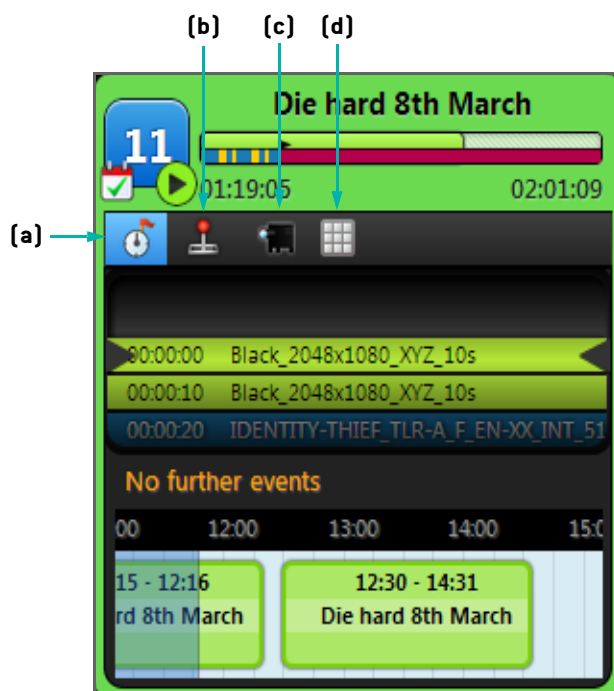 (b) (c) (d)
Die hard 8th March
11
01:19:05 02:01:09
(a)
00:00:00 Black_2048x1080_XYZ_10s
00:00:10 Black_2048x1080_XYZ_10s
00:00:20 IDENTITY-THIEF_TLR-A_F_EN-XX_INT_51
No further events
:00 12:00 13:00 14:00 15:0
15 - 12:16 12:30 - 14:31
rd 8th March Die hard 8th March